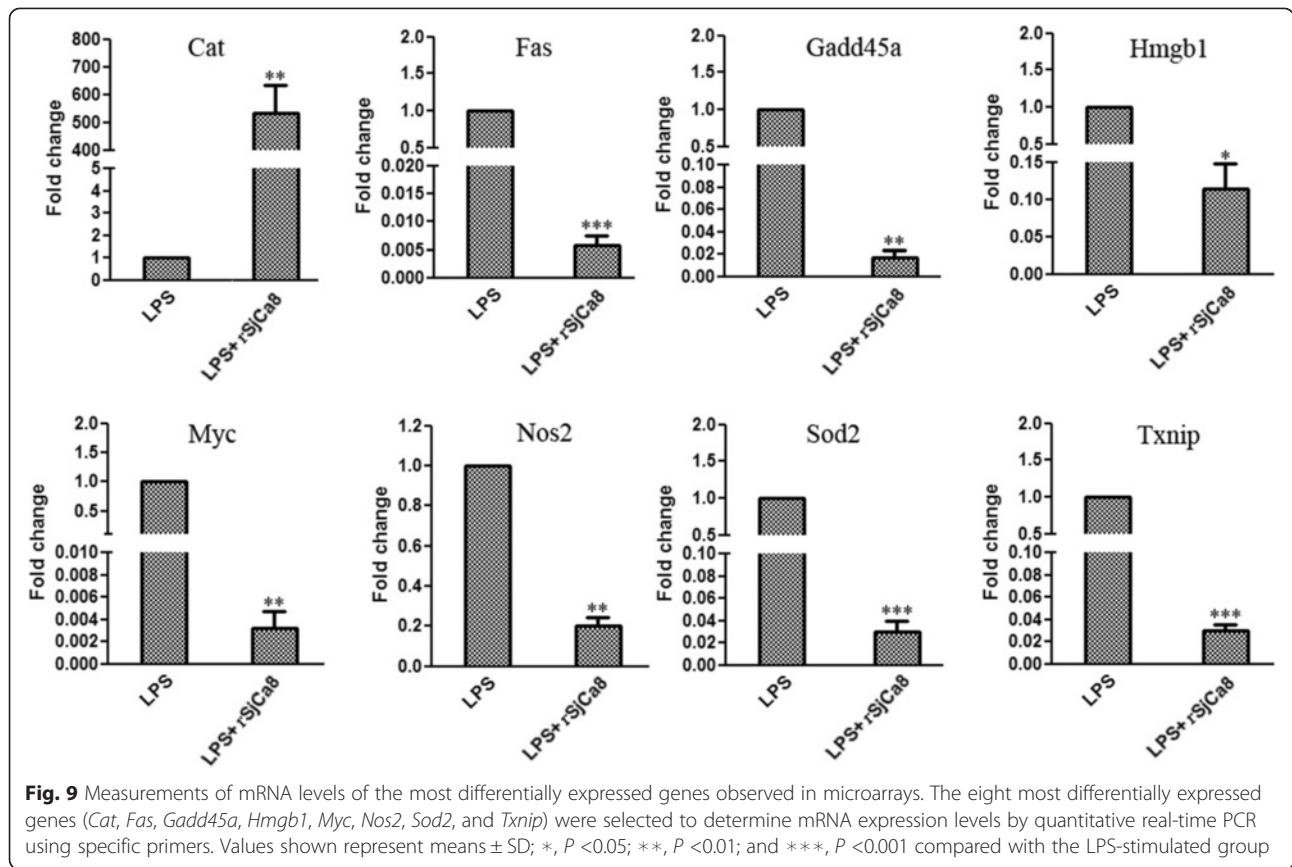 Cat
Fold change
800
700
600
500
400
5
4
3
2
1
0
**
LPS
LPS+rSjCa8
Fas
Fold change
2.0
1.5
1.0
0.5
0.020
0.015
0.010
0.005
0.000
***
LPS
LPS+rSjCa8
Gadd45a
Fold change
2.0
1.5
1.0
0.5
0.10
0.08
0.06
0.04
0.02
0.00
**
LPS
LPS+rSjCa8
Hmgb1
Fold change
2.0
1.5
1.0
0.5
0.15
0.10
0.05
0.00
*
LPS
LPS+rSjCa8
Myc
Fold change
2.0
1.5
1.0
0.5
0.010
0.008
0.006
0.004
0.002
0.000
**
LPS
LPS+rSjCa8
Nos2
Fold change
1.2
1.0
0.8
0.6
0.4
0.2
0.0
**
LPS
LPS+rSjCa8
Sod2
Fold change
2.0
1.5
1.0
0.5
0.10
0.08
0.06
0.04
0.02
0.00
***
LPS
LPS+rSjCa8
Txnip
Fold change
2.0
1.5
1.0
0.5
0.10
0.08
0.06
0.04
0.02
0.00
***
LPS
LPS+rSjCa8
Fig. 9 Measurements of mRNA levels of the most differentially expressed genes observed in microarrays. The eight most differentially expressed
genes (Cat, Fas, Gadd45a, Hmgb1, Myc, Nos2, Sod2, and Txnip) were selected to determine mRNA expression levels by quantitative real-time PCR
using specific primers. Values shown represent means ± SD; *, P <0.05; **, P <0.01; and ***, P <0.001 compared with the LPS-stimulated group